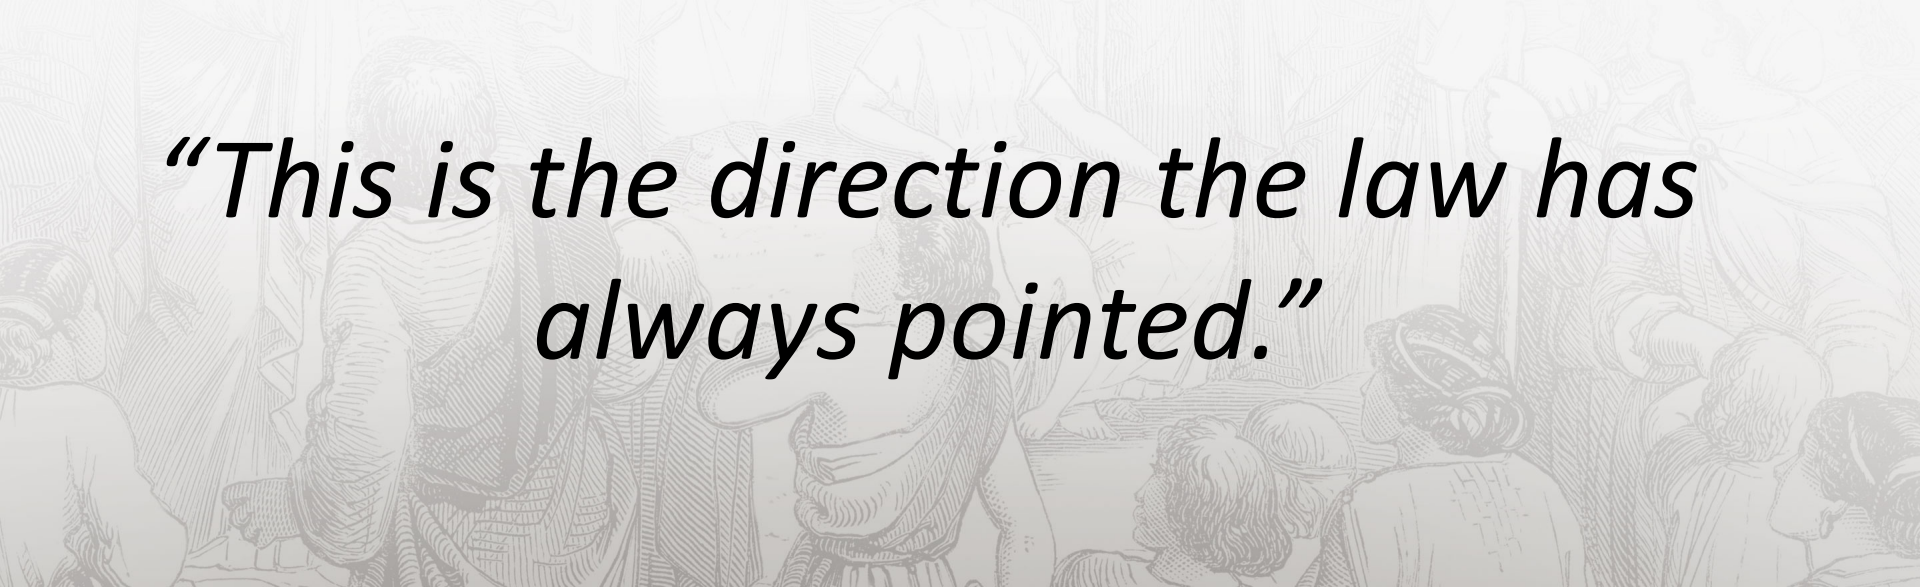 “This is the direction the law has
always pointed.”